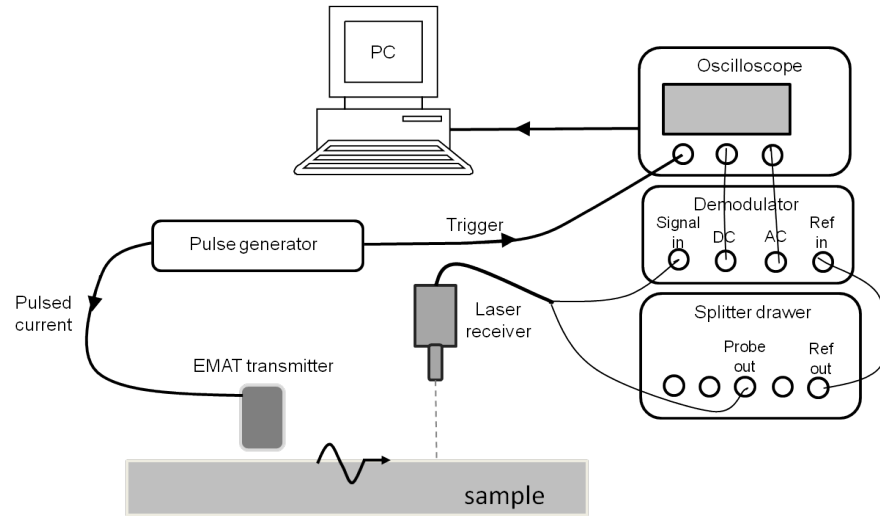 PC
Oscilloscope
Demodulator
Signal
in
DC
AC
Ref
in
Trigger
Pulse generator
Pulsed
current
Laser
receiver
Splitter drawer
Probe
out
Ref
out
EMAT transmitter
sample